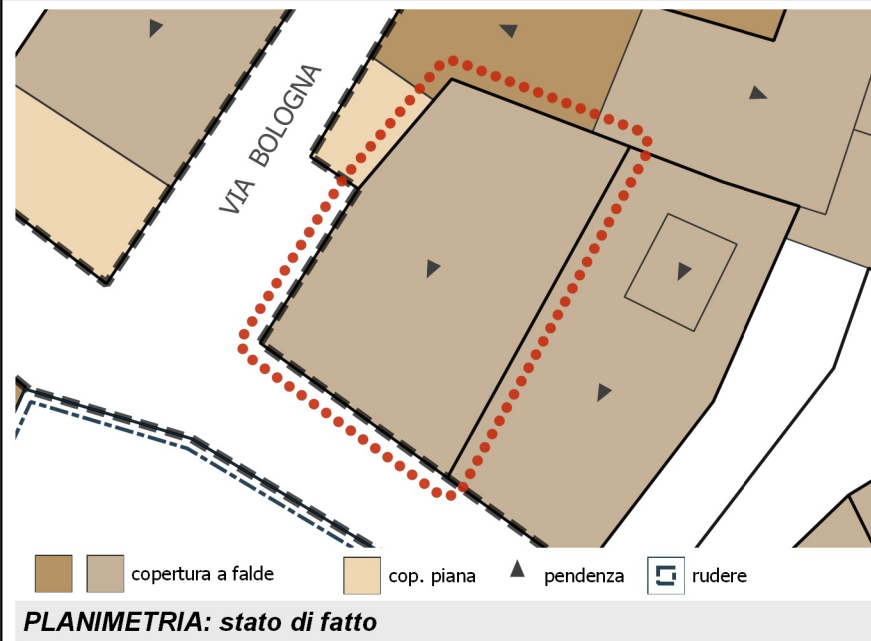 VIA BOLOGNA
copertura a falde
cop. piana
pendenza
rudere
PLANIMETRIA: stato di fatto